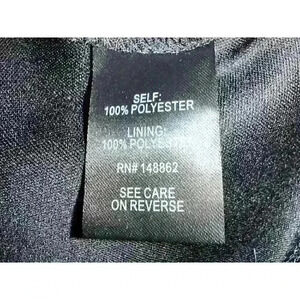 SELF:
100% POLYESTER
LINING:
100% POLYESTER
RN# 148862
SEE CARE
ON REVERSE